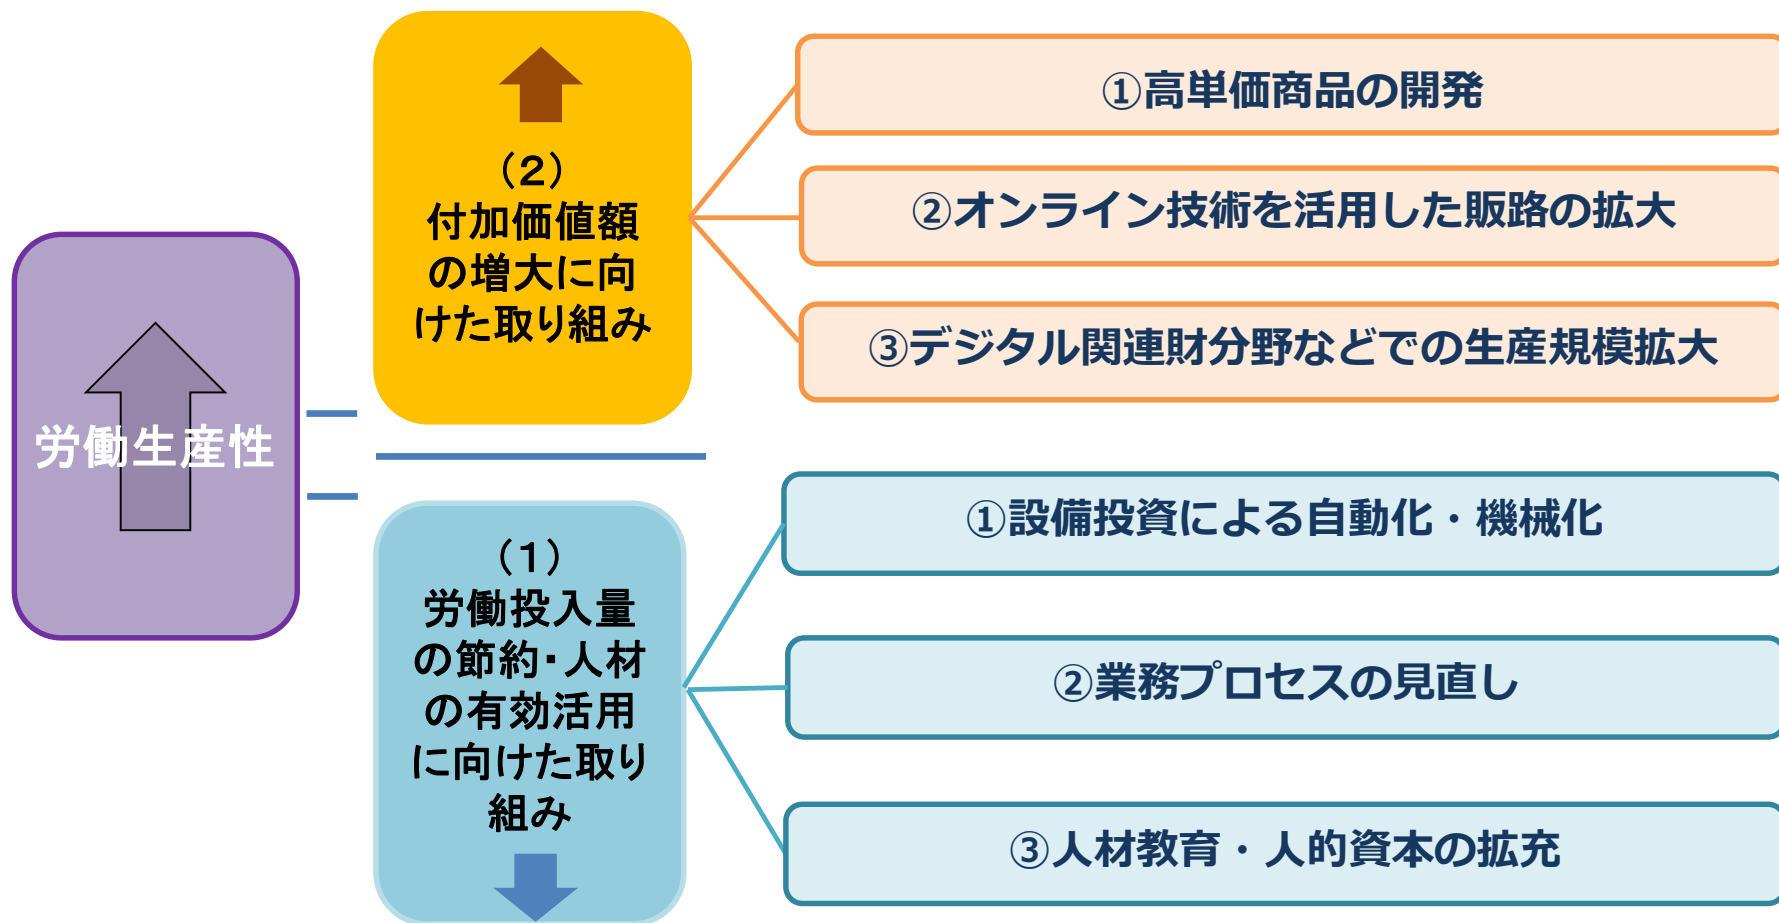 労働生産性
（２）
付加価値額
の増大に向
けた取り組み
①高単価商品の開発
②オンライン技術を活用した販路の拡大
③デジタル関連財分野などでの生産規模拡大
（１）
労働投入量
の節約・人材
の有効活用
に向けた取り
組み
①設備投資による自動化・機械化
②業務プロセスの見直し
③人材教育・人的資本の拡充